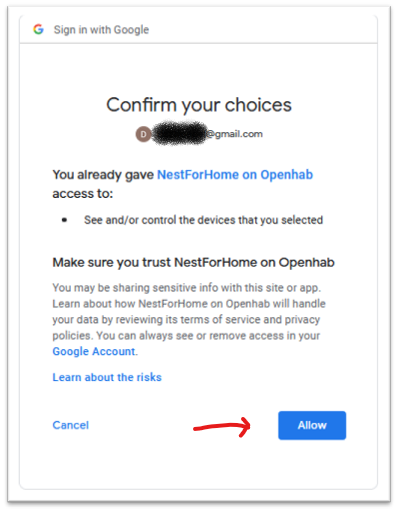 Sign in with Google
Confirm your choices
D @gmail.com
You already gave NestForHome on Openhab
access to:
• See and/or control the devices that you selected
Make sure you trust NestForHome on Openhab
You may be sharing sensitive info with this site or app.
Learn about how NestForHome on Openhab will handle
your data by reviewing its terms of service and privacy
policies. You can always see or remove access in your
Google Account.
Learn about the risks
Cancel Allow